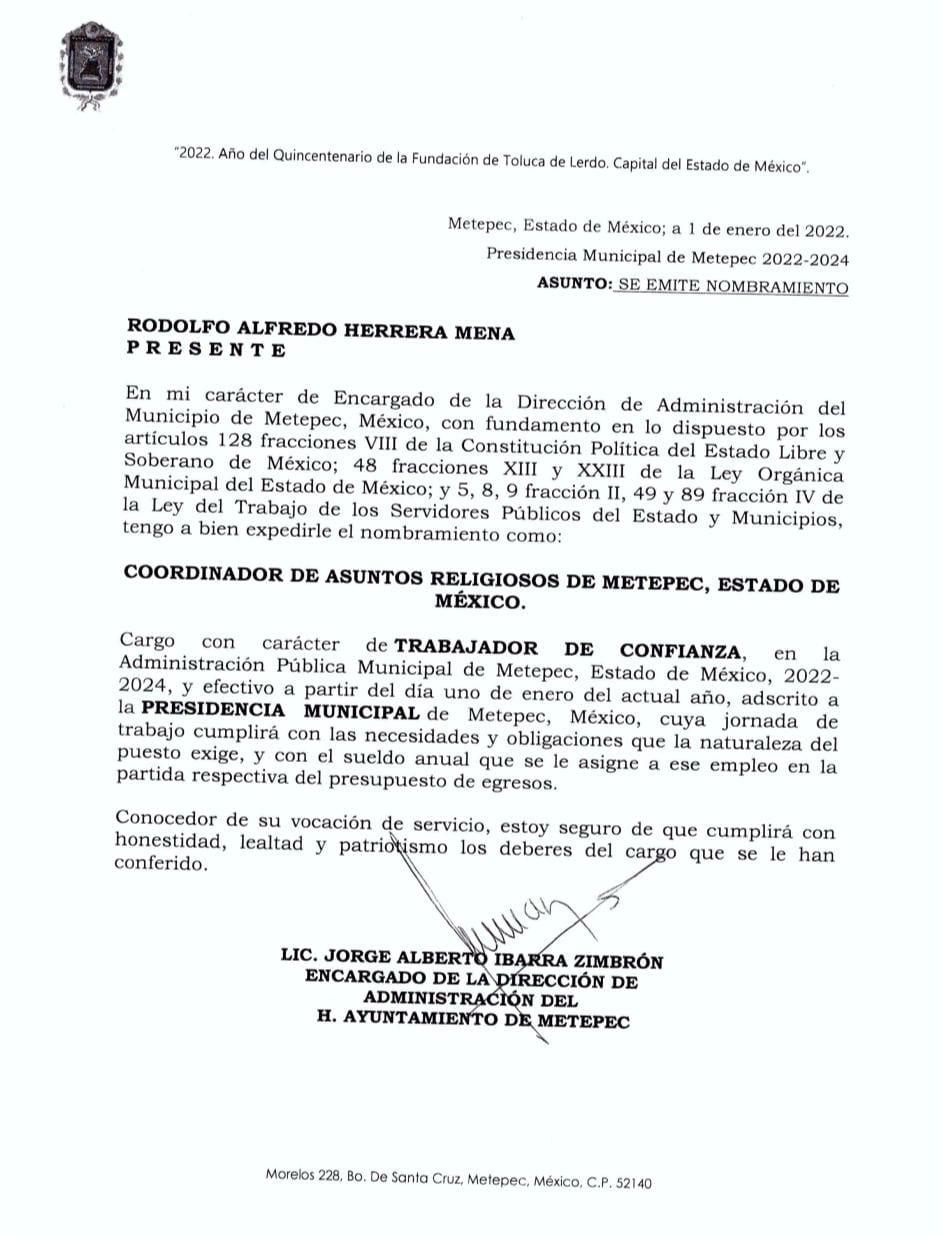 "2022. Año del Quincentenario de la Fundación de Toluca de Lerdo. Capital del Estado de México".
Metepec, Estado de México; a 1 de enero del 2022.
Presidencia Municipal de Metepec 2022-2024
ASUNTO: SE EMITE NOMBRAMIENTO
RODOLFO ALFREDO HERRERA MENA
P R E S E N T E
En mi carácter de Encargado de la Dirección de Administración del
Municipio de Metepec, México, con fundamento en lo dispuesto por los
artículos 128 fracciones VIII de la Constitución Política del Estado Libre y
Soberano de México; 48 fracciones XIII y XXIII de la Ley Orgánica
Municipal del Estado de México; y 5, 8, 9 fracción II, 49 y 89 fracción IV de
la Ley del Trabajo de los Servidores Públicos del Estado y Municipios,
tengo a bien expedirle el nombramiento como:
COORDINADOR DE ASUNTOS RELIGIOSOS DE METEPEC, ESTADO DE
MÉXICO.
Cargo con carácter de TRABAJADOR DE CONFIANZA, en la
Administración Pública Municipal de Metepec, Estado de México, 2022-
2024, y efectivo a partir del día uno de enero del actual año, adscrito a
la PRESIDENCIA MUNICIPAL de Metepec, México, cuya jornada de
trabajo cumplirá con las necesidades y obligaciones que la naturaleza del
puesto exige, y con el sueldo anual que se le asigne a ese empleo en la
partida respectiva del presupuesto de egresos.
Conocedor de su vocación de servicio, estoy seguro de que cumplirá con
honestidad, lealtad y patriotismo los deberes del cargo que se le han
conferido.
LIC. JORGE ALBERTO IBARRA ZIMBRÓN
ENCARGADO DE LA DIRECCIÓN DE
ADMINISTRACIÓN DEL
H. AYUNTAMIENTO DE METEPEC
Morelos 228, Bo. De Santa Cruz, Metepec, México, C.P. 52140